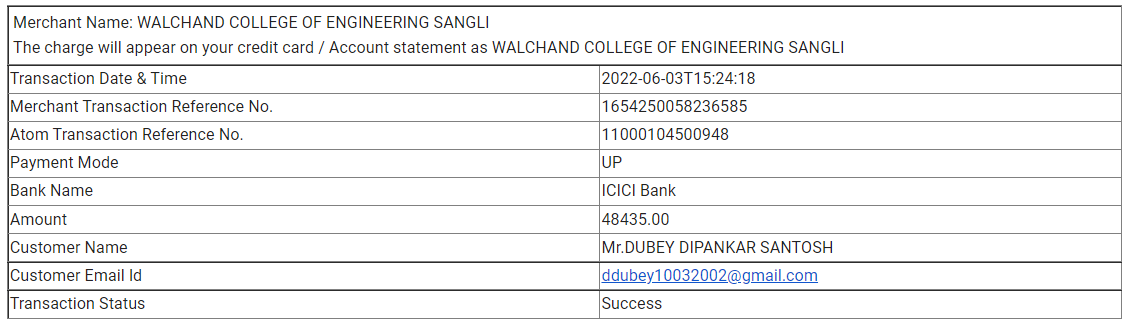 Merchant Name: WALCHAND COLLEGE OF ENGINEERING SANGLI
The charge will appear on your credit card / Account statement as WALCHAND COLLEGE OF ENGINEERING SANGLI
Transaction Date & Time 2022-06-03T15:24:18
Merchant Transaction Reference No. 1654250058236585
Atom Transaction Reference No. 11000104500948
Payment Mode UP
Bank Name ICICI Bank
Amount 48435.00
Customer Name Mr.DUBEY DIPANKAR SANTOSH
Customer Email Id ddubey10032002@gmail.com
Transaction Status Success